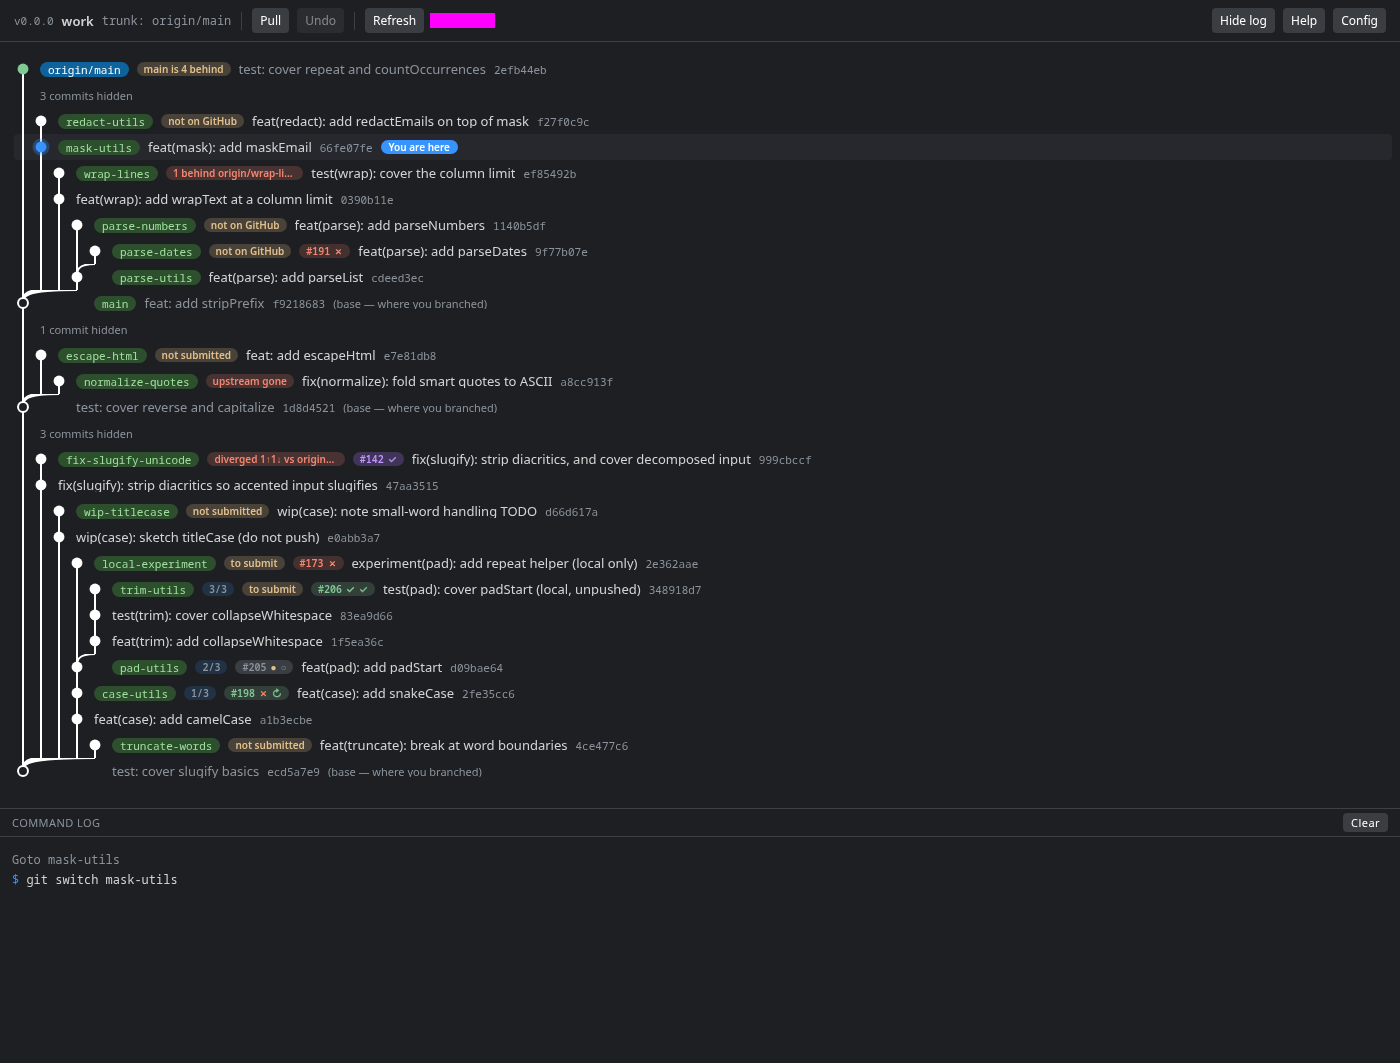 v0.0.0 work trunk: origin/main Pull Undo Refresh Hide log Help Config
origin/main main is 4 behind test: cover repeat and countOccurrences 2efb44eb
3 commits hidden
redact-utils not on GitHub feat(redact): add redactEmails on top of mask f27f0c9c
mask-utils feat(mask): add maskEmail 66fe07fe You are here
wrap-lines 1 behind origin/wrap-li... test(wrap): cover the column limit ef85492b
feat(wrap): add wrapText at a column limit 0390b11e
parse-numbers not on GitHub feat(parse): add parseNumbers 1140b5df
parse-dates not on GitHub #191 × feat(parse): add parseDates 9f77b07e
parse-utils feat(parse): add parseList cdeed3ec
main feat: add stripPrefix f9218683 (base — where you branched)
1 commit hidden
escape-html not submitted feat: add escapeHtml e7e81db8
normalize-quotes upstream gone fix(normalize): fold smart quotes to ASCII a8cc913f
test: cover reverse and capitalize 1d8d4521 (base — where you branched)
3 commits hidden
fix-slugify-unicode diverged 1↑1↓ vs origin... #142 ✓ fix(slugify): strip diacritics, and cover decomposed input 999cbccf
fix(slugify): strip diacritics so accented input slugifies 47aa3515
wip-titlecase not submitted wip(case): note small-word handling TODO d66d617a
wip(case): sketch titleCase (do not push) e0abb3a7
local-experiment to submit #173 × experiment(pad): add repeat helper (local only) 2e362aae
trim-utils 3/3 to submit #206 ✓ ✓ test(pad): cover padStart (local, unpushed) 348918d7
test(trim): cover collapseWhitespace 83ea9d66
feat(trim): add collapseWhitespace 1f5ea36c
pad-utils 2/3 #205 ● ○ feat(pad): add padStart d09bae64
case-utils 1/3 #198 × ↻ feat(case): add snakeCase 2fe35cc6
feat(case): add camelCase a1b3ecbe
truncate-words not submitted feat(truncate): break at word boundaries 4ce477c6
test: cover slugify basics ecd5a7e9 (base — where you branched)
COMMAND LOG Clear
Goto mask-utils
$ git switch mask-utils